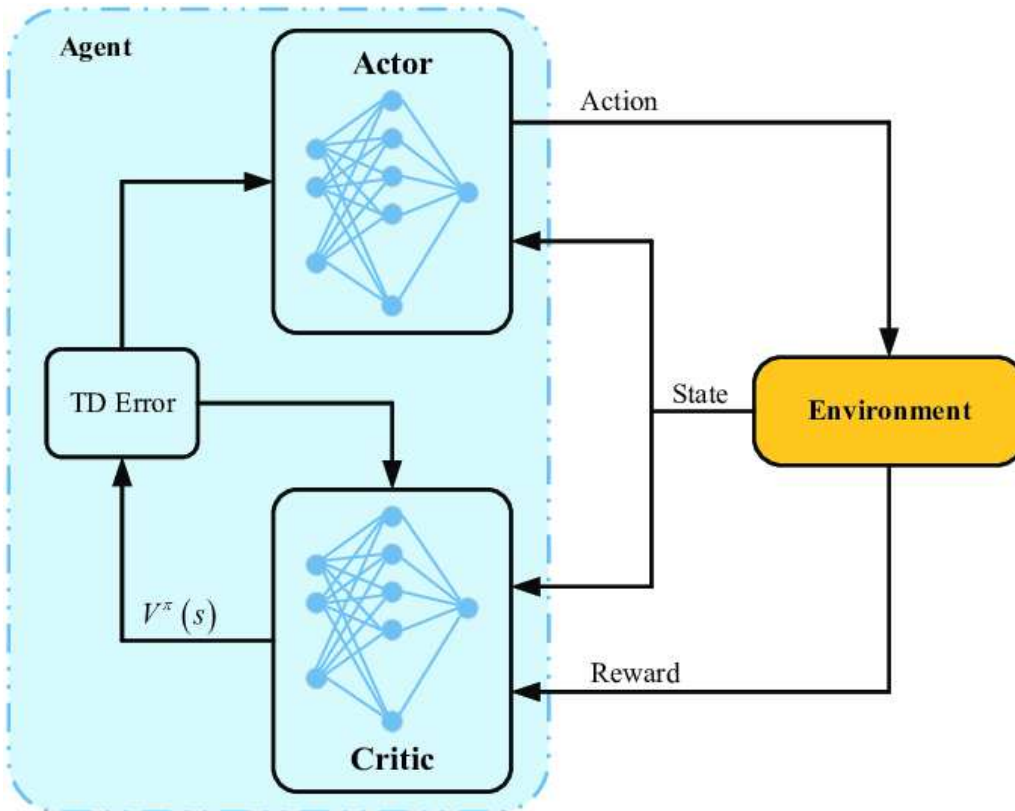 Agent
Actor
Action
TD Error
State
Environment
V^π (s)
Reward
Critic